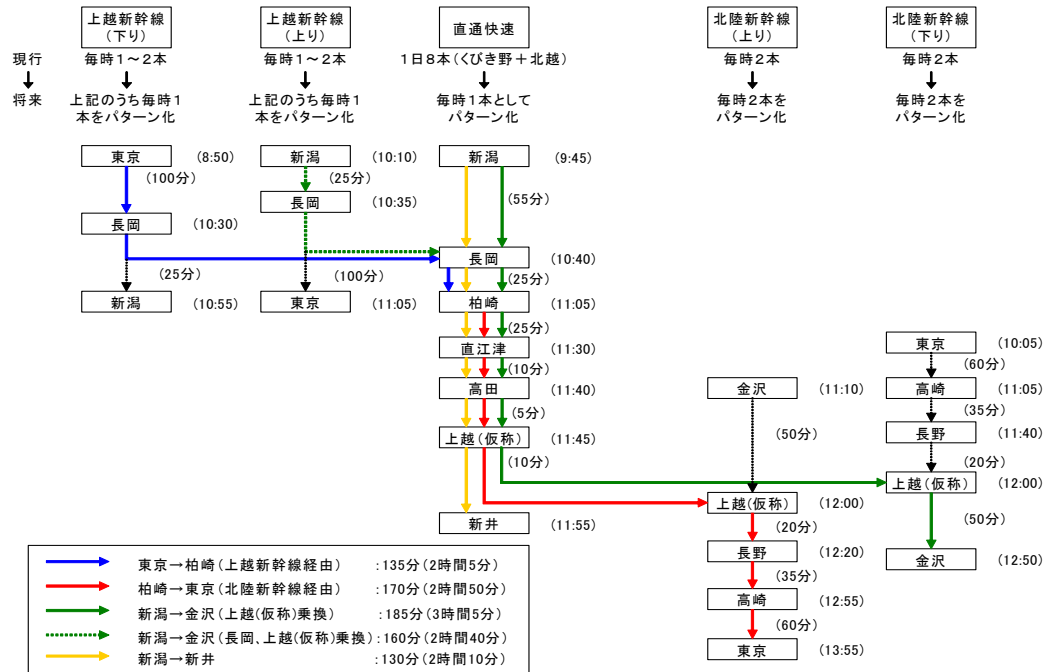 上越新幹線
(下り)
上越新幹線
(上り)
直通快速
北陸新幹線
(上り)
北陸新幹線
(下り)
現行
毎時1～2本
毎時1～2本
1日8本(くびき野+北越)
毎時2本
毎時2本
将来
上記のうち毎時1
本をパターン化
上記のうち毎時1
本をパターン化
毎時1本として
パターン化
毎時2本を
パターン化
毎時2本を
パターン化
東京
(8:50)
(100分)
長岡
(10:30)
(25分)
新潟
(10:55)
新潟
(10:10)
(25分)
長岡
(10:35)
(100分)
東京
(11:05)
新潟
(9:45)
(55分)
長岡
(10:40)
(25分)
柏崎
(11:05)
(25分)
直江津
(11:30)
(10分)
高田
(11:40)
(5分)
上越(仮称)
(11:45)
(10分)
新井
(11:55)
金沢
(11:10)
(50分)
上越(仮称)
(12:00)
(20分)
長野
(12:20)
(35分)
高崎
(12:55)
(60分)
東京
(13:55)
東京
(10:05)
(60分)
高崎
(11:05)
(35分)
長野
(11:40)
(20分)
上越(仮称)
(12:00)
(50分)
金沢
(12:50)
東京→柏崎(上越新幹線経由) :135分(2時間5分)
柏崎→東京(北陸新幹線経由) :170分(2時間50分)
新潟→金沢(上越(仮称)乗換) :185分(3時間5分)
新潟→金沢(長岡、上越(仮称)乗換):160分(2時間40分)
新潟→新井 :130分(2時間10分)